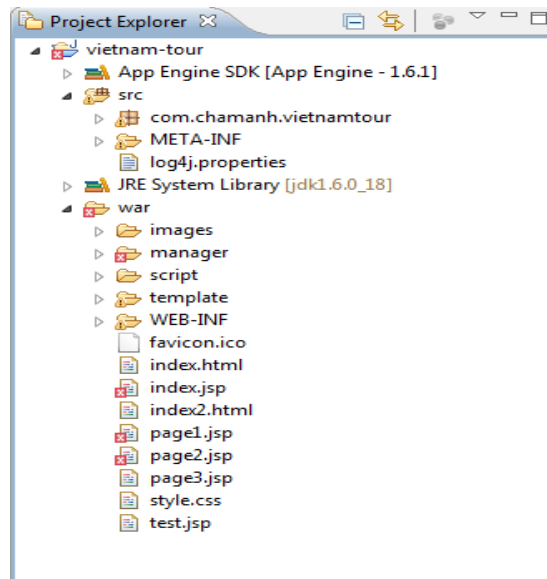 Project Explorer
vietnam-tour
App Engine SDK [App Engine - 1.6.1]
src
com.chamanh.vietnamtour
META-INF
log4j.properties
JRE System Library [jdk1.6.0_18]
war
images
manager
script
template
WEB-INF
favicon.ico
index.html
index.jsp
index2.html
page1.jsp
page2.jsp
page3.jsp
style.css
test.jsp